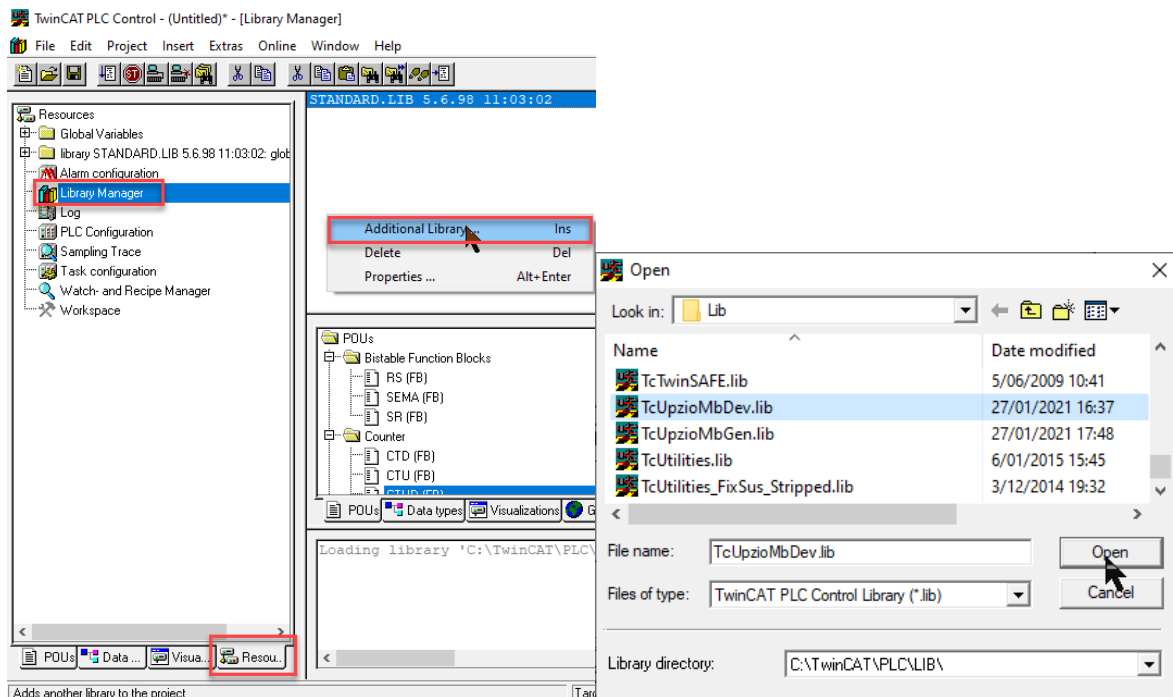 TwinCAT PLC Control - (Untitled)* - [Library Manager]
File Edit Project Insert Extras Online Window Help
Resources
Global Variables
library STANDARD.LIB 5.6.98 11:03:02: glob
Alarm configuration
Library Manager
Log
PLC Configuration
Sampling Trace
Task configuration
Watch- and Recipe Manager
Workspace
POUs Data ... Visua... Resou...
Adds another library to the project
STANDARD.LIB 5.6.98 11:03:02
Additional Library... Ins
Delete Del
Properties ... Alt+Enter
POUs
Bistable Function Blocks
RS (FB)
SEMA (FB)
SR (FB)
Counter
CTD (FB)
CTU (FB)
CTUD (FB)
POUs Data types Visualizations G
Loading library 'C:\TwinCAT\PLC\
Open
Look in: Lib
Name Date modified
TcTwinSAFE.lib 5/06/2009 10:41
TcUpzioMbDev.lib 27/01/2021 16:37
TcUpzioMbGen.lib 27/01/2021 17:48
TcUtilities.lib 6/01/2015 15:45
TcUtilities_FixSus_Stripped.lib 3/12/2014 19:32
File name: TcUpzioMbDev.lib Open
Files of type: TwinCAT PLC Control Library (*.lib) Cancel
Library directory: C:\TwinCAT\PLC\LIB\